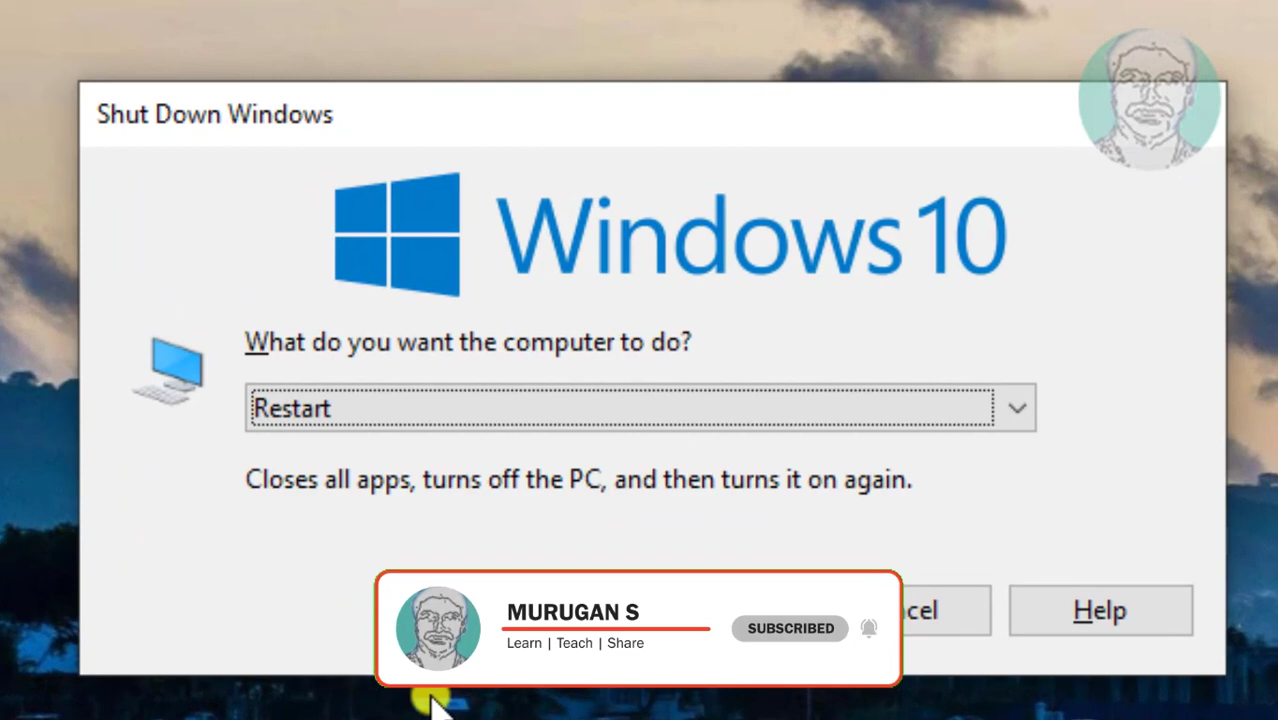 Shut Down Windows
Windows 10
What do you want the computer to do?
Restart
Closes all apps, turns off the PC, and then turns it on again.
Help
MURUGAN S
SUBSCRIBED
Learn | Teach | Share